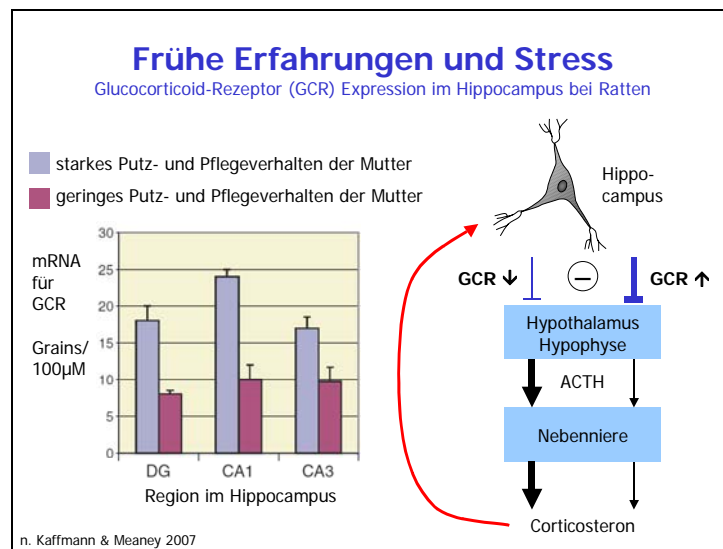 Frühe Erfahrungen und Stress
Glucocorticoid-Rezeptor (GCR) Expression im Hippocampus bei Ratten
starkes Putz- und Pflegeverhalten der Mutter
geringes Putz- und Pflegeverhalten der Mutter
mRNA
für
GCR
Grains/
100µM
30
25
20
15
10
5
0
DG CA1 CA3
Region im Hippocampus
Hippo-
campus
GCR ↓ − GCR ↑
Hypothalamus
Hypophyse
ACTH
Nebenniere
Corticosteron
n. Kaffmann & Meaney 2007